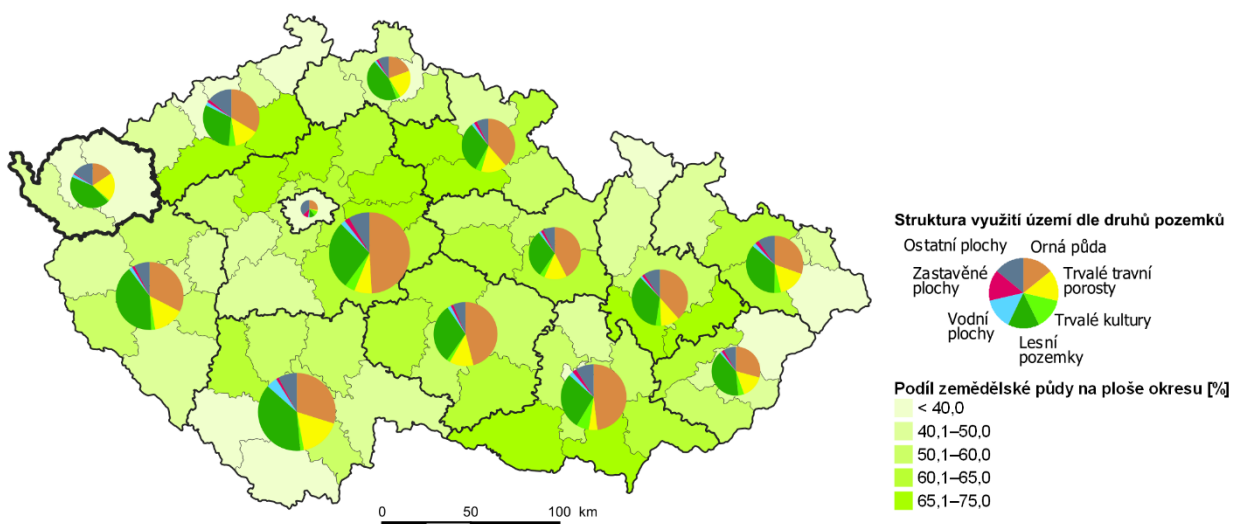 Struktura využití území dle druhů pozemků
Ostatní plochy
Orná půda
Zastavěné
plochy
Trvalé travní
porosty
Vodní
plochy
Trvalé kultury
Lesní
pozemky
Podíl zemědělské půdy na ploše okresu [%]
< 40,0
40,1–50,0
50,1–60,0
60,1–65,0
65,1–75,0
0 50 100 km